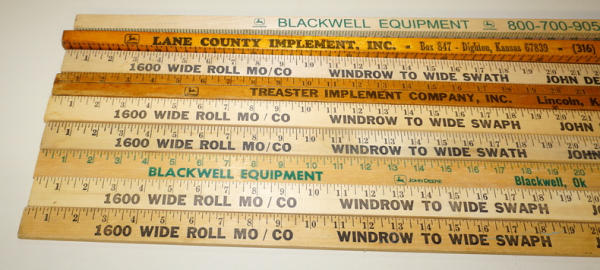 BLACKWELL EQUIPMENT 800-700-905
LANE COUNTY IMPLEMENT, INC. - Box 847 - Dighton, Kansas 67839 - (316)
1600 WIDE ROLL MO/CO WINDROW TO WIDE SWATH JOHN DE
TREASTER IMPLEMENT COMPANY, INC. Lincoln, K
1600 WIDE ROLL MO/CO WINDROW TO WIDE SWAPH JOHN
1600 WIDE ROLL MO/CO WINDROW TO WIDE SWATH JO
BLACKWELL EQUIPMENT JOHN DEERE Blackwell, Ok
1600 WIDE ROLL MO/CO WINDROW TO WIDE SWAPH JOHN
1600 WIDE ROLL MO/CO WINDROW TO WIDE SWAPH JOHN